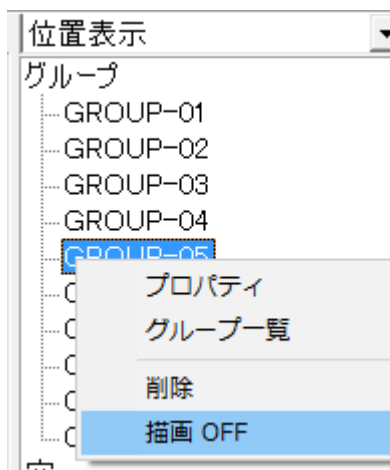 位置表示
グループ
GROUP-01
GROUP-02
GROUP-03
GROUP-04
GROUP-05
プロパティ
グループ一覧
削除
描画 OFF